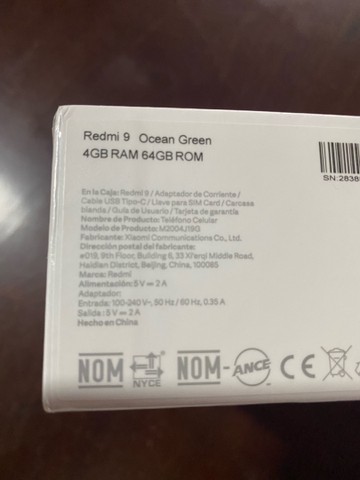 Redmi 9 Ocean Green
4GB RAM 64GB ROM
SN:2838
En la Caja: Redmi 9 / Adaptador de Corriente /
Cable USB Tipo-C / Llave para SIM Card / Carcasa
blanda / Guía de Usuario / Tarjeta de garantía
Nombre de Producto: Teléfono Celular
Modelo de Producto: M2004J19G
Fabricante: Xiaomi Communications Co., Ltd.
Dirección postal del fabricante:
#019, 9th Floor, Building 6, 33 Xi'erqi Middle Road,
Haidian District, Beijing, China, 100085
Marca: Redmi
Alimentación: 5 V⎓ 2 A
Adaptador:
Entrada: 100-240 V~, 50 Hz / 60 Hz, 0.35 A
Salida : 5 V⎓ 2 A
Hecho en China
NOM NYCE NOM-ANCE CE